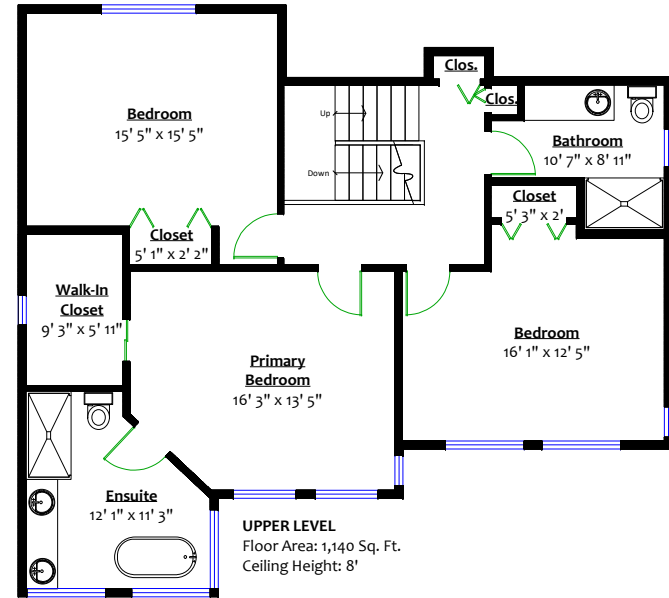 Clos.
Clos.
Bedroom
15' 5" x 15' 5"
Up
Bathroom
10' 7" x 8' 11"
Down
Closet
5' 3" x 2'
Closet
5' 1" x 2' 2"
Walk-In
Closet
9' 3" x 5' 11"
Bedroom
16' 1" x 12' 5"
Primary
Bedroom
16' 3" x 13' 5"
Ensuite
12' 1" x 11' 3"
UPPER LEVEL
Floor Area: 1,140 Sq. Ft.
Ceiling Height: 8'